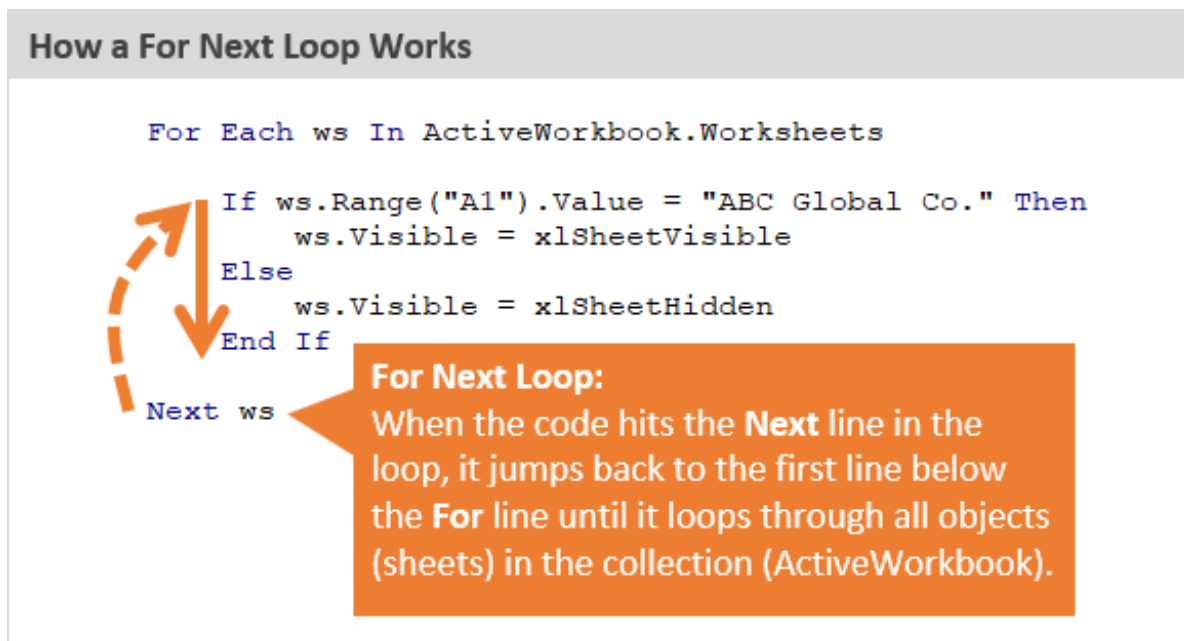 How a For Next Loop Works
For Each ws In ActiveWorkbook.Worksheets
If ws.Range("A1").Value = "ABC Global Co." Then
ws.Visible = xlSheetVisible
Else
ws.Visible = xlSheetHidden
End If
Next ws
For Next Loop:
When the code hits the Next line in the
loop, it jumps back to the first line below
the For line until it loops through all objects
(sheets) in the collection (ActiveWorkbook).